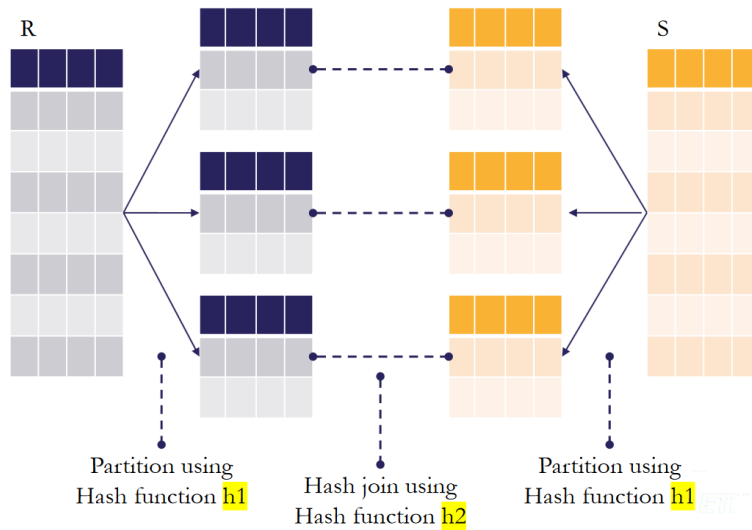 R
S
Partition using
Hash function h1
Hash join using
Hash function h2
Partition using
Hash function h1